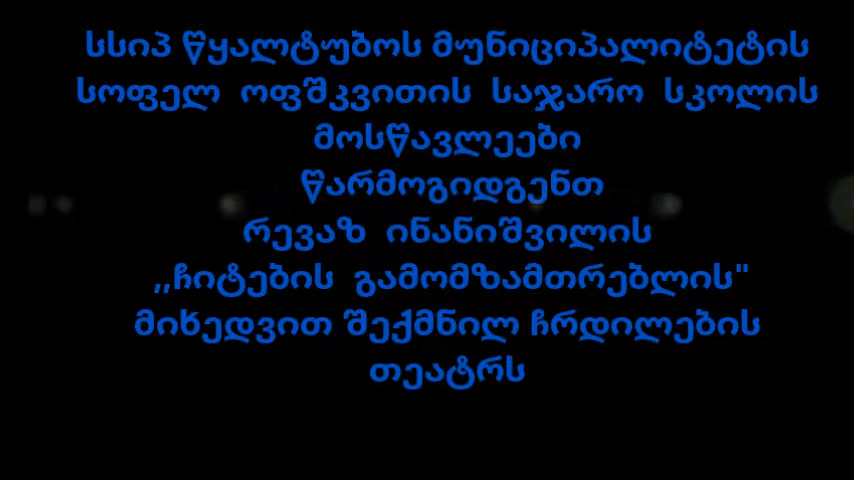 სსიპ წყალტუბოს მუნიციპალიტეტის
სოფელ ოფშკვითის საჯარო სკოლის
მოსწავლეები
წარმოგიდგენთ
რევაზ ინანიშვილის
,,ჩიტების გამომზამთრებლის"
მიხედვით შექმნილ ჩრდილების
თეატრს